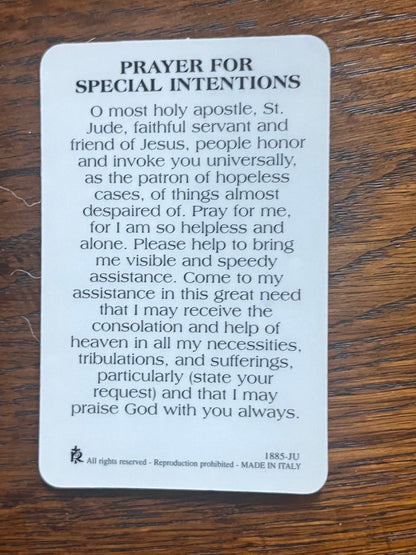 PRAYER FOR
SPECIAL INTENTIONS
O most holy apostle, St.
Jude, faithful servant and
friend of Jesus, people honor
and invoke you universally,
as the patron of hopeless
cases, of things almost
despaired of. Pray for me,
for I am so helpless and
alone. Please help to bring
me visible and speedy
assistance. Come to my
assistance in this great need
that I may receive the
consolation and help of
heaven in all my necessities,
tribulations, and sufferings,
particularly (state your
request) and that I may
praise God with you always.
1885-JU
All rights reserved - Reproduction prohibited - MADE IN ITALY